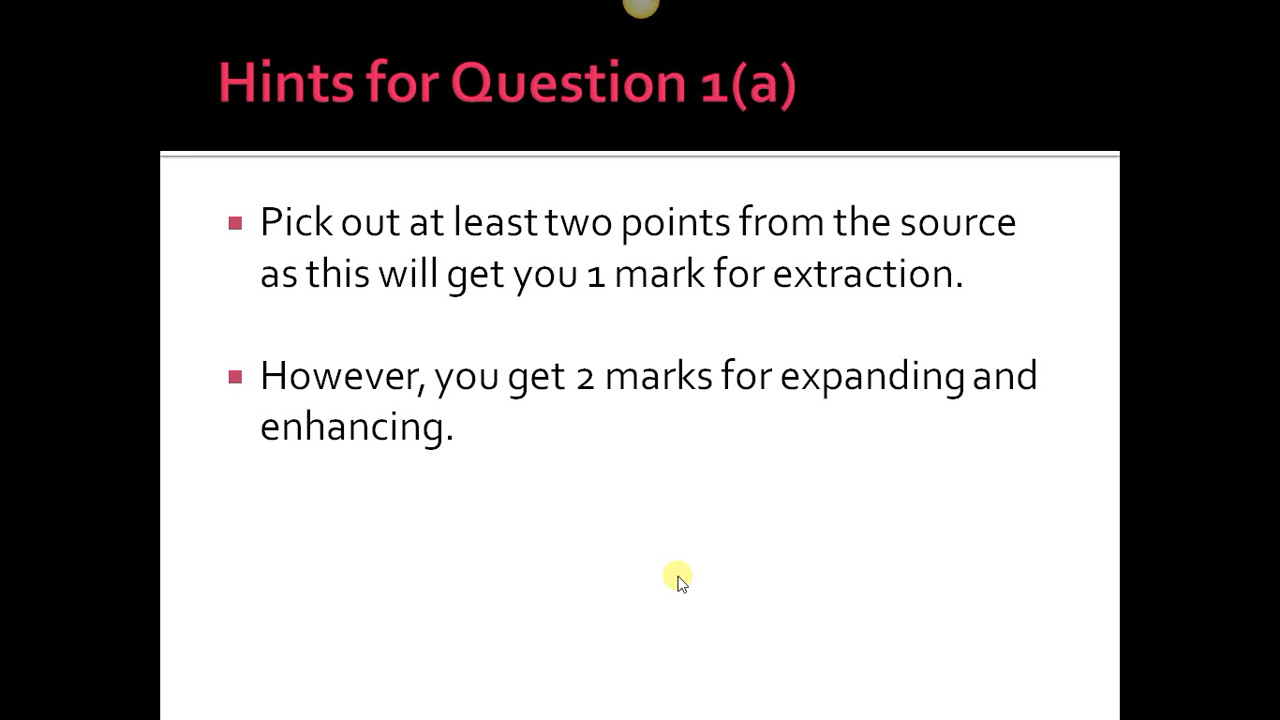 Hints for Question 1(a)
Pick out at least two points from the source
as this will get you 1 mark for extraction.
However, you get 2 marks for expanding and
enhancing.